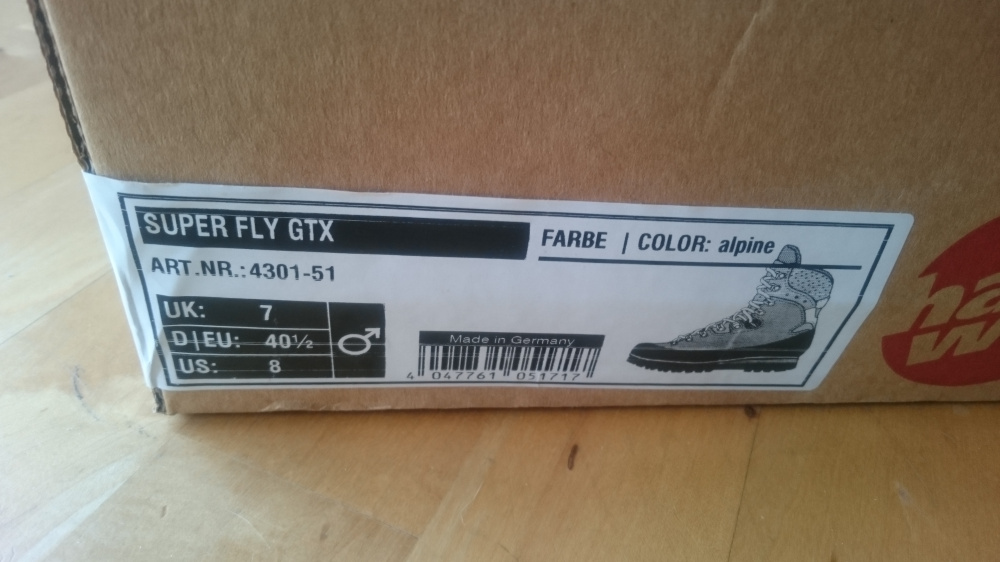 SUPER FLY GTX
FARBE | COLOR: alpine
ART.NR.:4301-51
UK: 7
D|EU: 40½
US: 8
Made in Germany
4 047761 051717